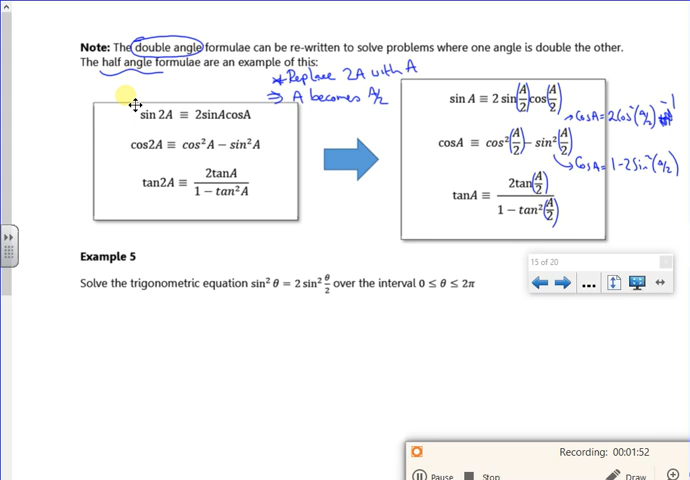 Note: The double angle formulae can be re-written to solve problems where one angle is double the other.
The half angle formulae are an example of this:
* Replace 2A with A
⇒ A becomes A/2
sin 2A ≡ 2sinAcosA
cos2A ≡ cos²A − sin²A
tan2A ≡ 2tanA / 1 − tan²A
sin A ≡ 2 sin(A/2)cos(A/2)
CosA = 2Cos²(A/2) −1
cosA ≡ cos²(A/2) − sin²(A/2)
CosA = 1−2Sin²(A/2)
tanA ≡ 2tan(A/2) / 1 − tan²(A/2)
Example 5
Solve the trigonometric equation sin² θ = 2 sin² θ/2 over the interval 0 ≤ θ ≤ 2π
15 of 20
...
Recording: 00:01:52
Pause Stop Draw